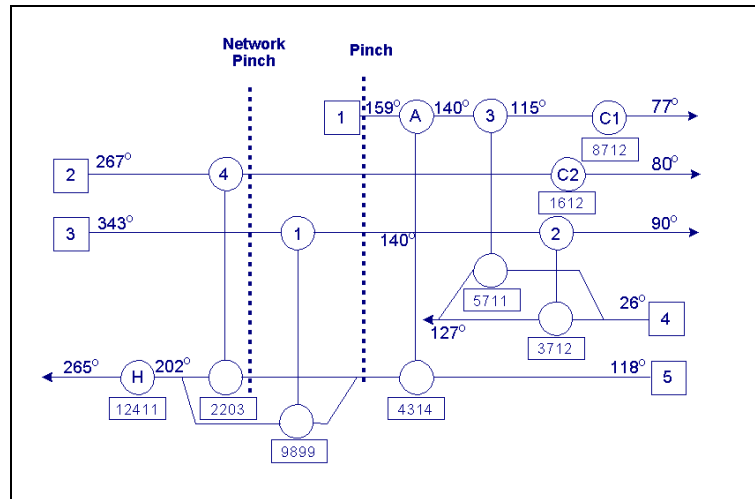 Network
Pinch
Pinch
1 159° A 140° 3 115° C1 77°
8712
2 267° 4 C2 80°
1612
3 343° 1 140° 2 90°
5711
127° 26° 4
3712
265° H 202° 118° 5
12411 2203 4314
9899